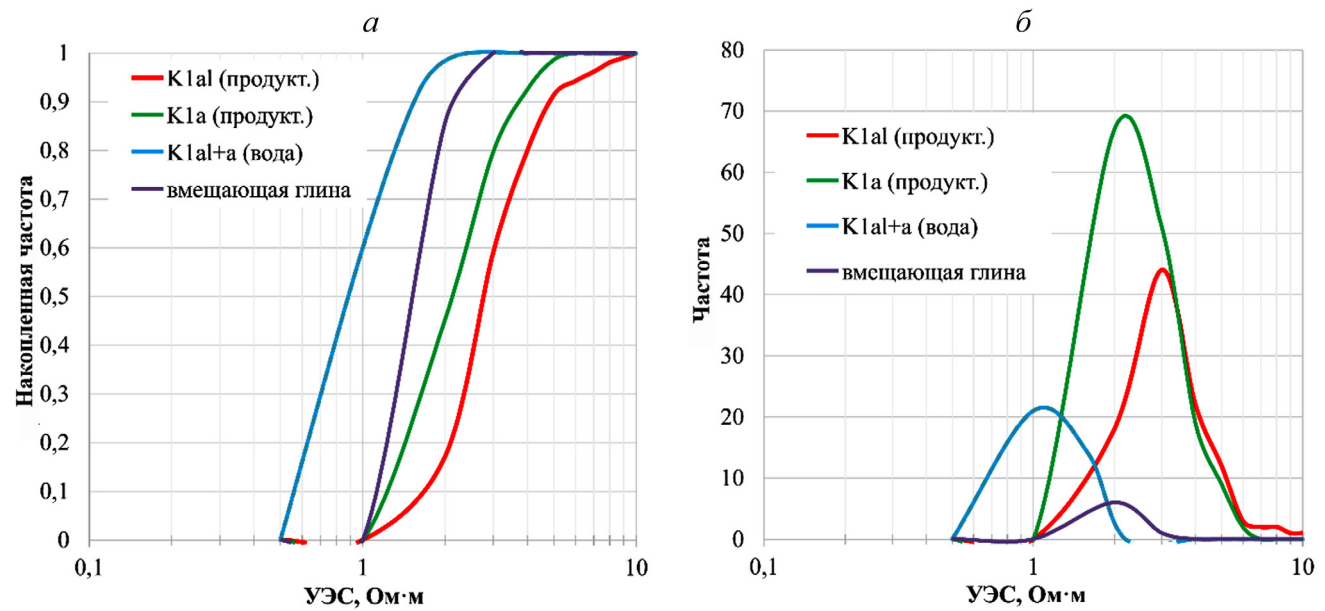 а
1
0,9
0,8
0,7
0,6
0,5
0,4
0,3
0,2
0,1
0
Накопленная частота
K1al (продукт.)
K1a (продукт.)
K1al+a (вода)
вмещающая глина
0,1
1
10
УЭС, Ом·м
б
80
70
60
50
40
30
20
10
0
Частота
K1al (продукт.)
K1a (продукт.)
K1al+a (вода)
вмещающая глина
0,1
1
10
УЭС, Ом·м